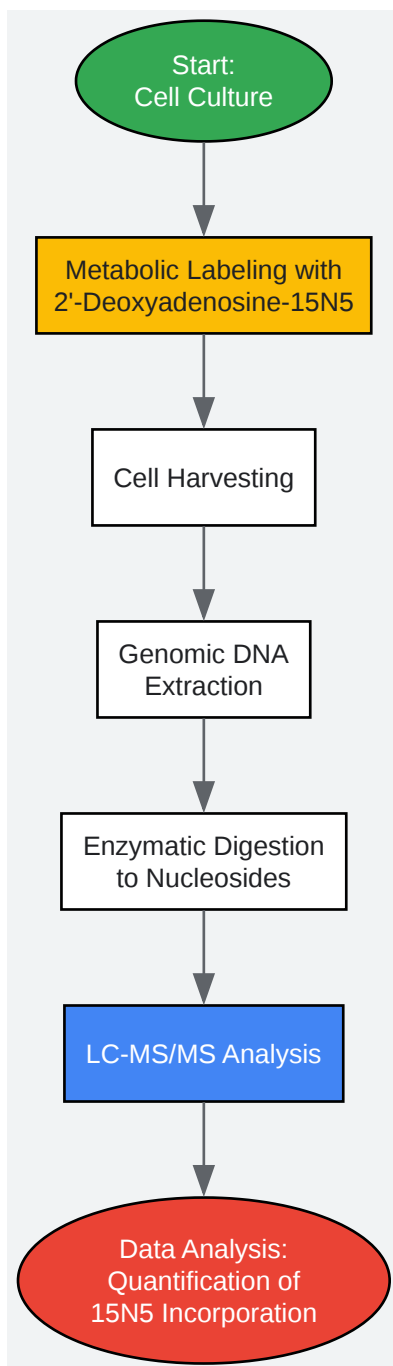 Start:
Cell Culture
Metabolic Labeling with
2'-Deoxyadenosine-15N5
Cell Harvesting
Genomic DNA
Extraction
Enzymatic Digestion
to Nucleosides
LC-MS/MS Analysis
Data Analysis:
Quantification of
15N5 Incorporation